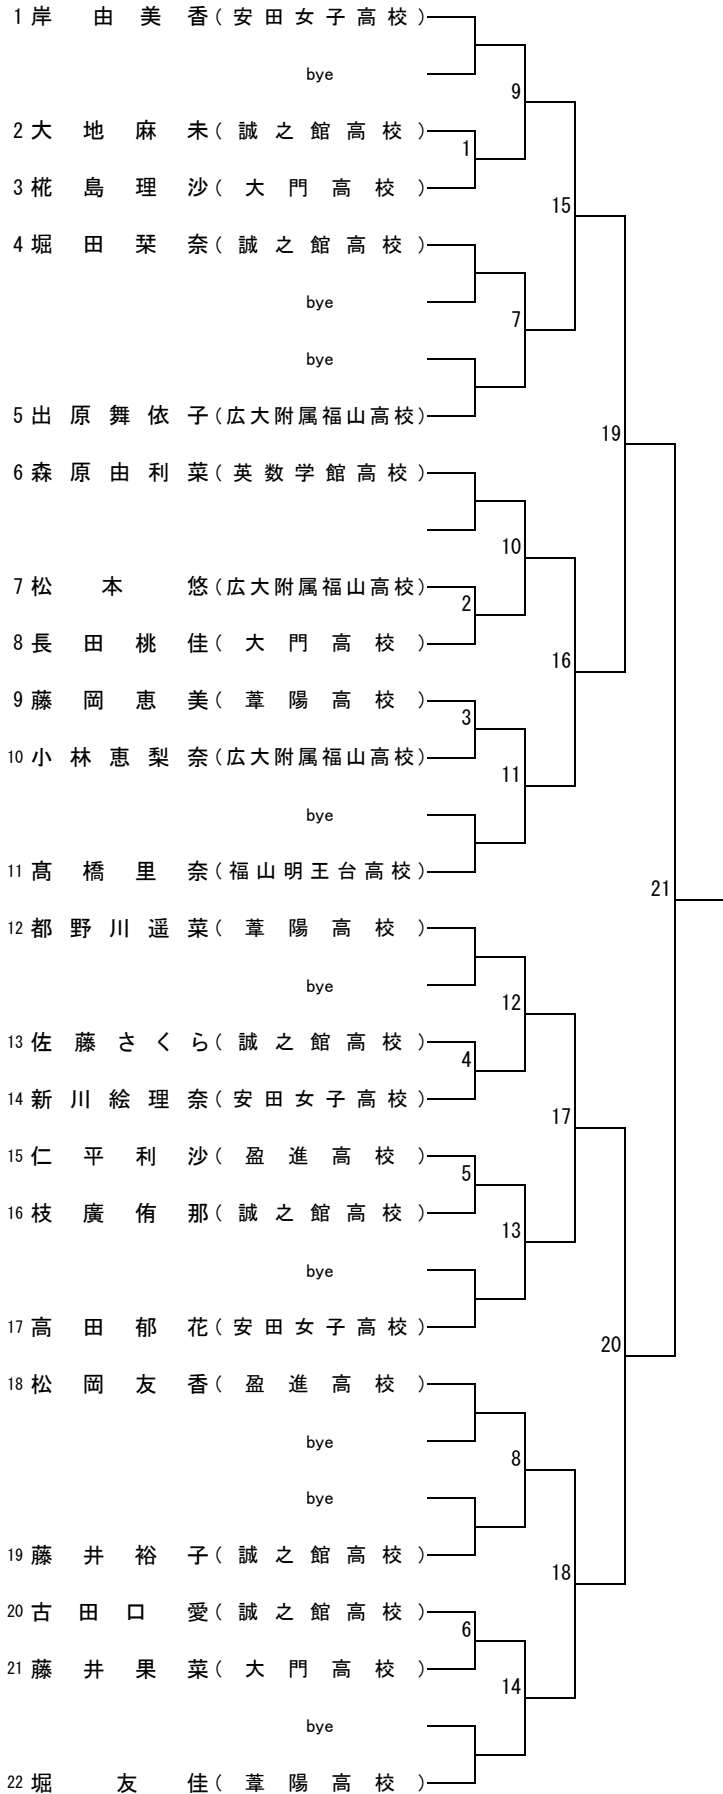 1 岸由美香(安田女子高校)
bye
9
2 大地麻未(誠之館高校)
1
3 椛島理沙(大門高校)
15
4 堀田栞奈(誠之館高校)
bye
7
bye
5 出原舞依子(広大附属福山高校)
19
6 森原由利菜(英数学館高校)
10
7 松本悠(広大附属福山高校)
2
8 長田桃佳(大門高校)
16
9 藤岡恵美(葦陽高校)
3
10 小林恵梨奈(広大附属福山高校)
11
bye
11 髙橋里奈(福山明王台高校)
21
12 都野川遥菜(葦陽高校)
bye
12
13 佐藤さくら(誠之館高校)
4
14 新川絵理奈(安田女子高校)
17
15 仁平利沙(盈進高校)
5
16 枝廣侑那(誠之館高校)
13
bye
17 高田郁花(安田女子高校)
20
18 松岡友香(盈進高校)
bye
8
bye
19 藤井裕子(誠之館高校)
18
20 古田口愛(誠之館高校)
6
21 藤井果菜(大門高校)
14
bye
22 堀友佳(葦陽高校)